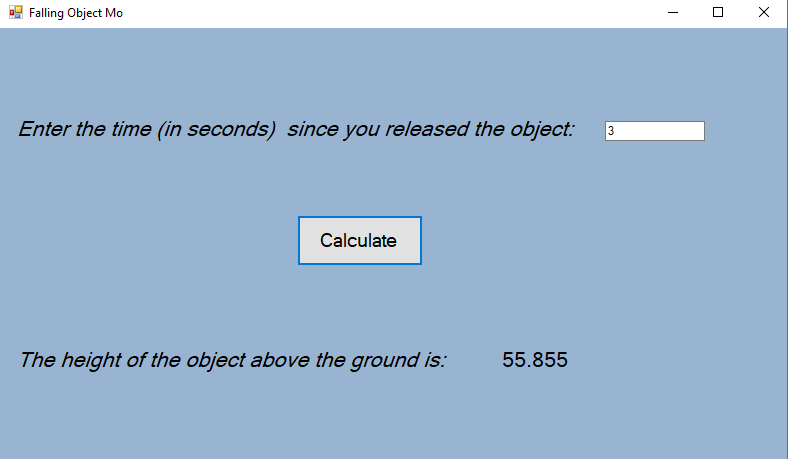 Falling Object Mo
Enter the time (in seconds)  since you released the object: 3
Calculate
The height of the object above the ground is: 55.855